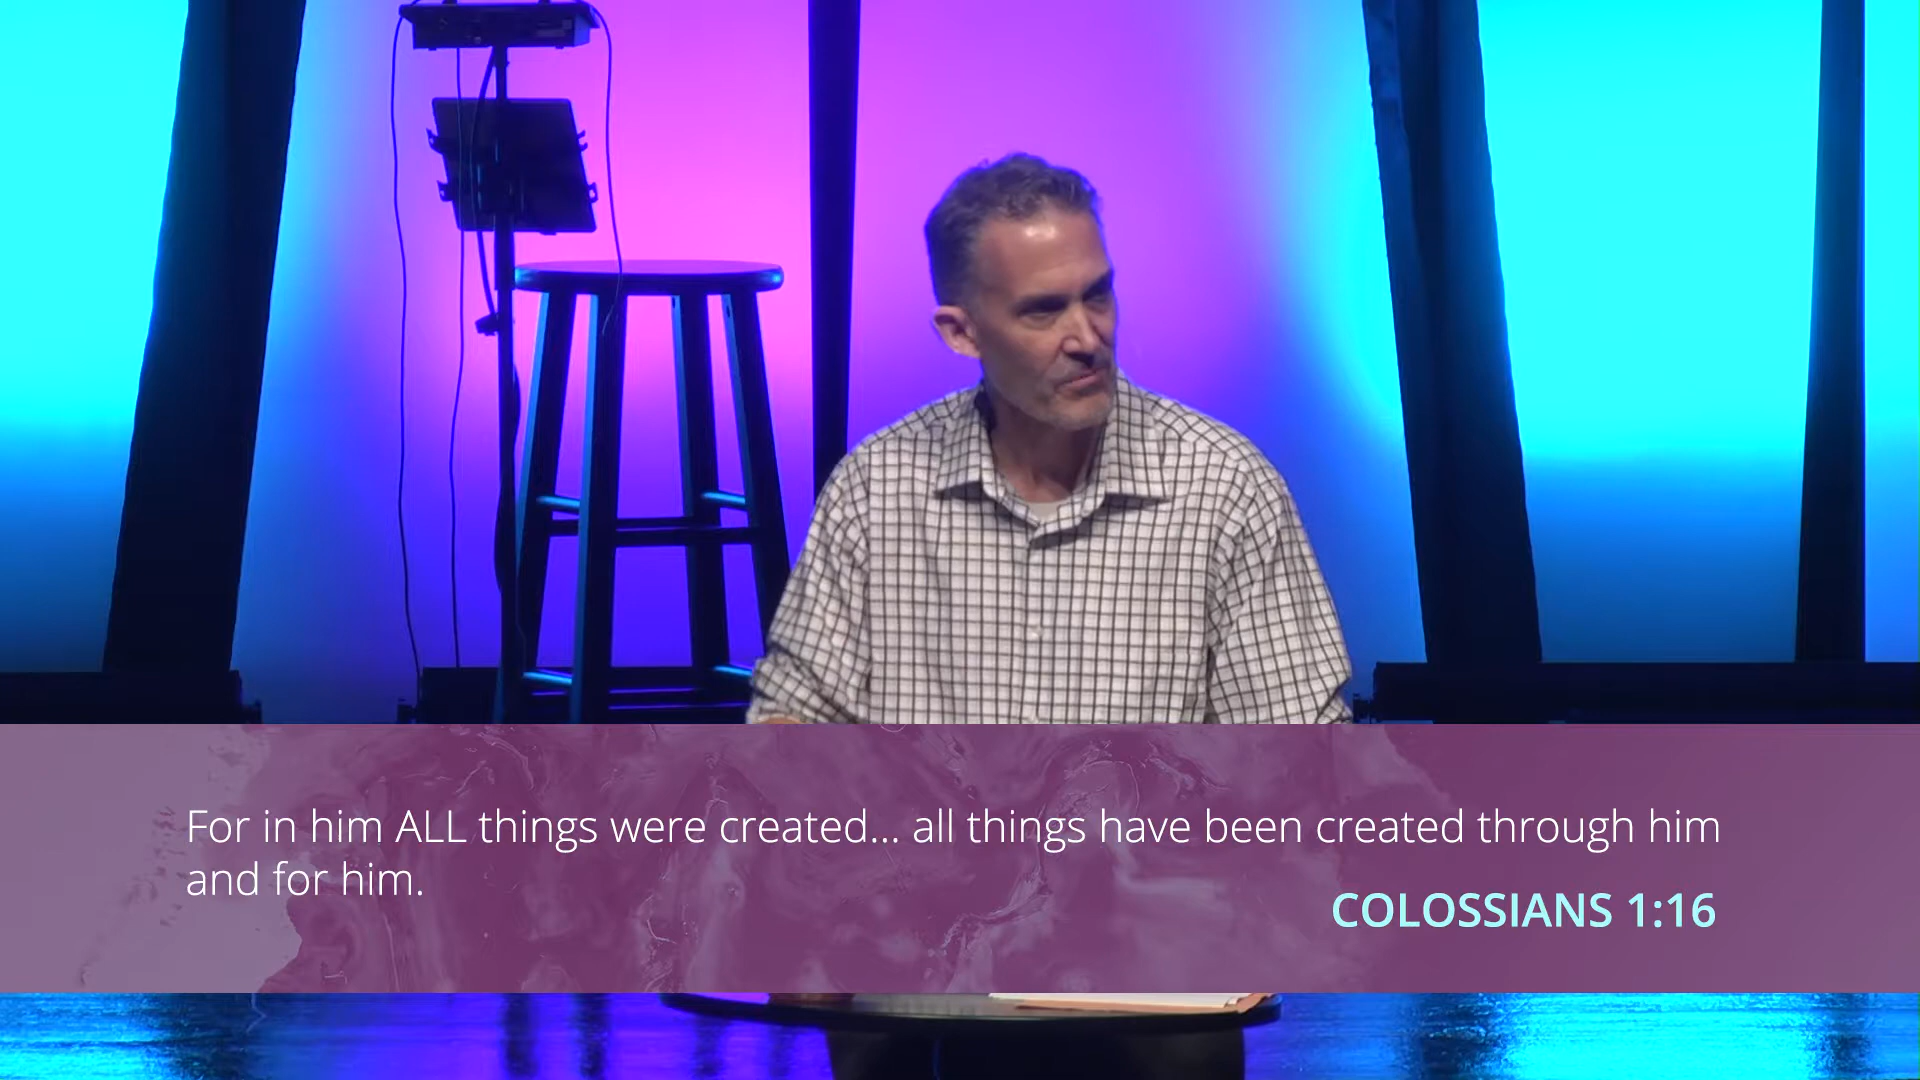 For in him ALL things were created... all things have been created through him
and for him.
COLOSSIANS 1:16